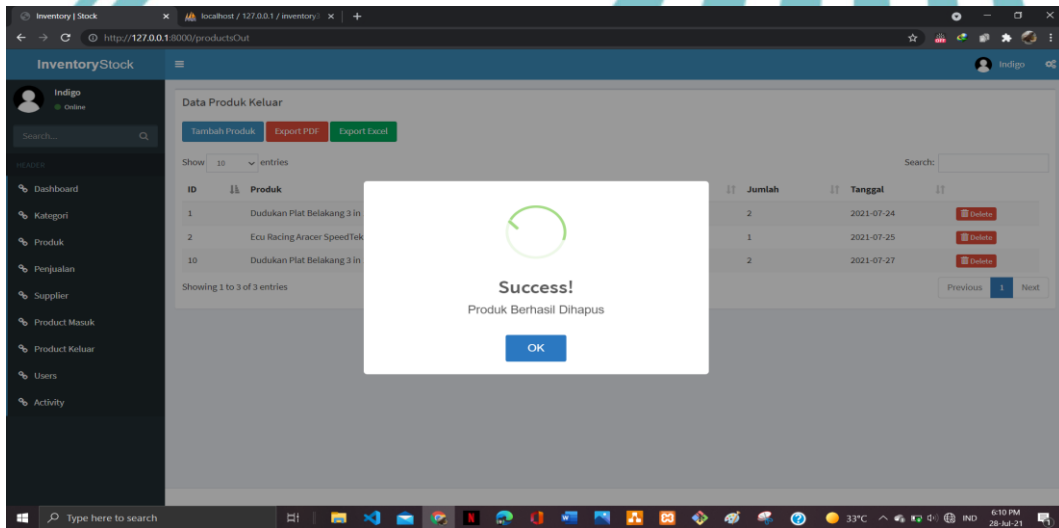 Inventory | Stock
localhost / 127.0.0.1 / inventory
http://127.0.0.1:8000/productsOut
InventoryStock
Indigo
Indigo
Online
Search...
HEADER
Dashboard
Kategori
Produk
Penjualan
Supplier
Product Masuk
Product Keluar
Users
Activity
Data Produk Keluar
Tambah Produk Export PDF Export Excel
Show 10 entries Search:
ID Produk Jumlah Tanggal
1 Dudukan Plat Belakang 3 in 2 2021-07-24 Delete
2 Ecu Racing Aracer SpeedTek 1 2021-07-25 Delete
10 Dudukan Plat Belakang 3 in 2 2021-07-27 Delete
Showing 1 to 3 of 3 entries Previous 1 Next
Success!
Produk Berhasil Dihapus
OK
Type here to search
33°C IND 6:10 PM
28-Jul-21